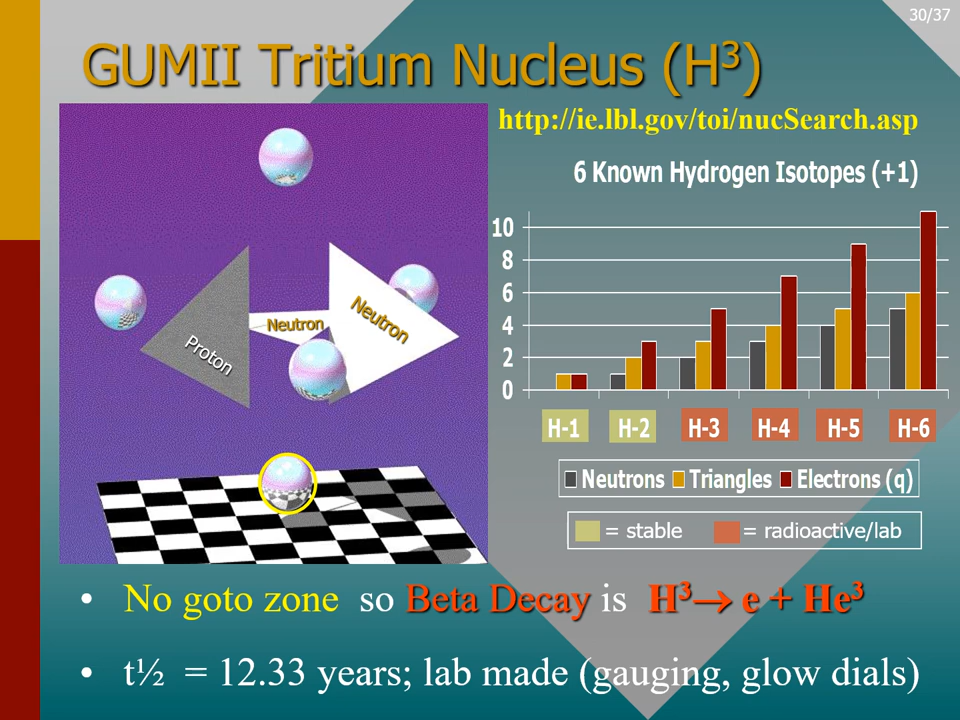 30/37
GUMII Tritium Nucleus (H³)
http://ie.lbl.gov/toi/nucSearch.asp
6 Known Hydrogen Isotopes (+1)
Proton
Neutron
Neutron
10
8
6
4
2
0
H-1 H-2 H-3 H-4 H-5 H-6
Neutrons Triangles Electrons (q)
= stable = radioactive/lab
• No goto zone so Beta Decay is H³→ e + He³
• t½ = 12.33 years; lab made (gauging, glow dials)